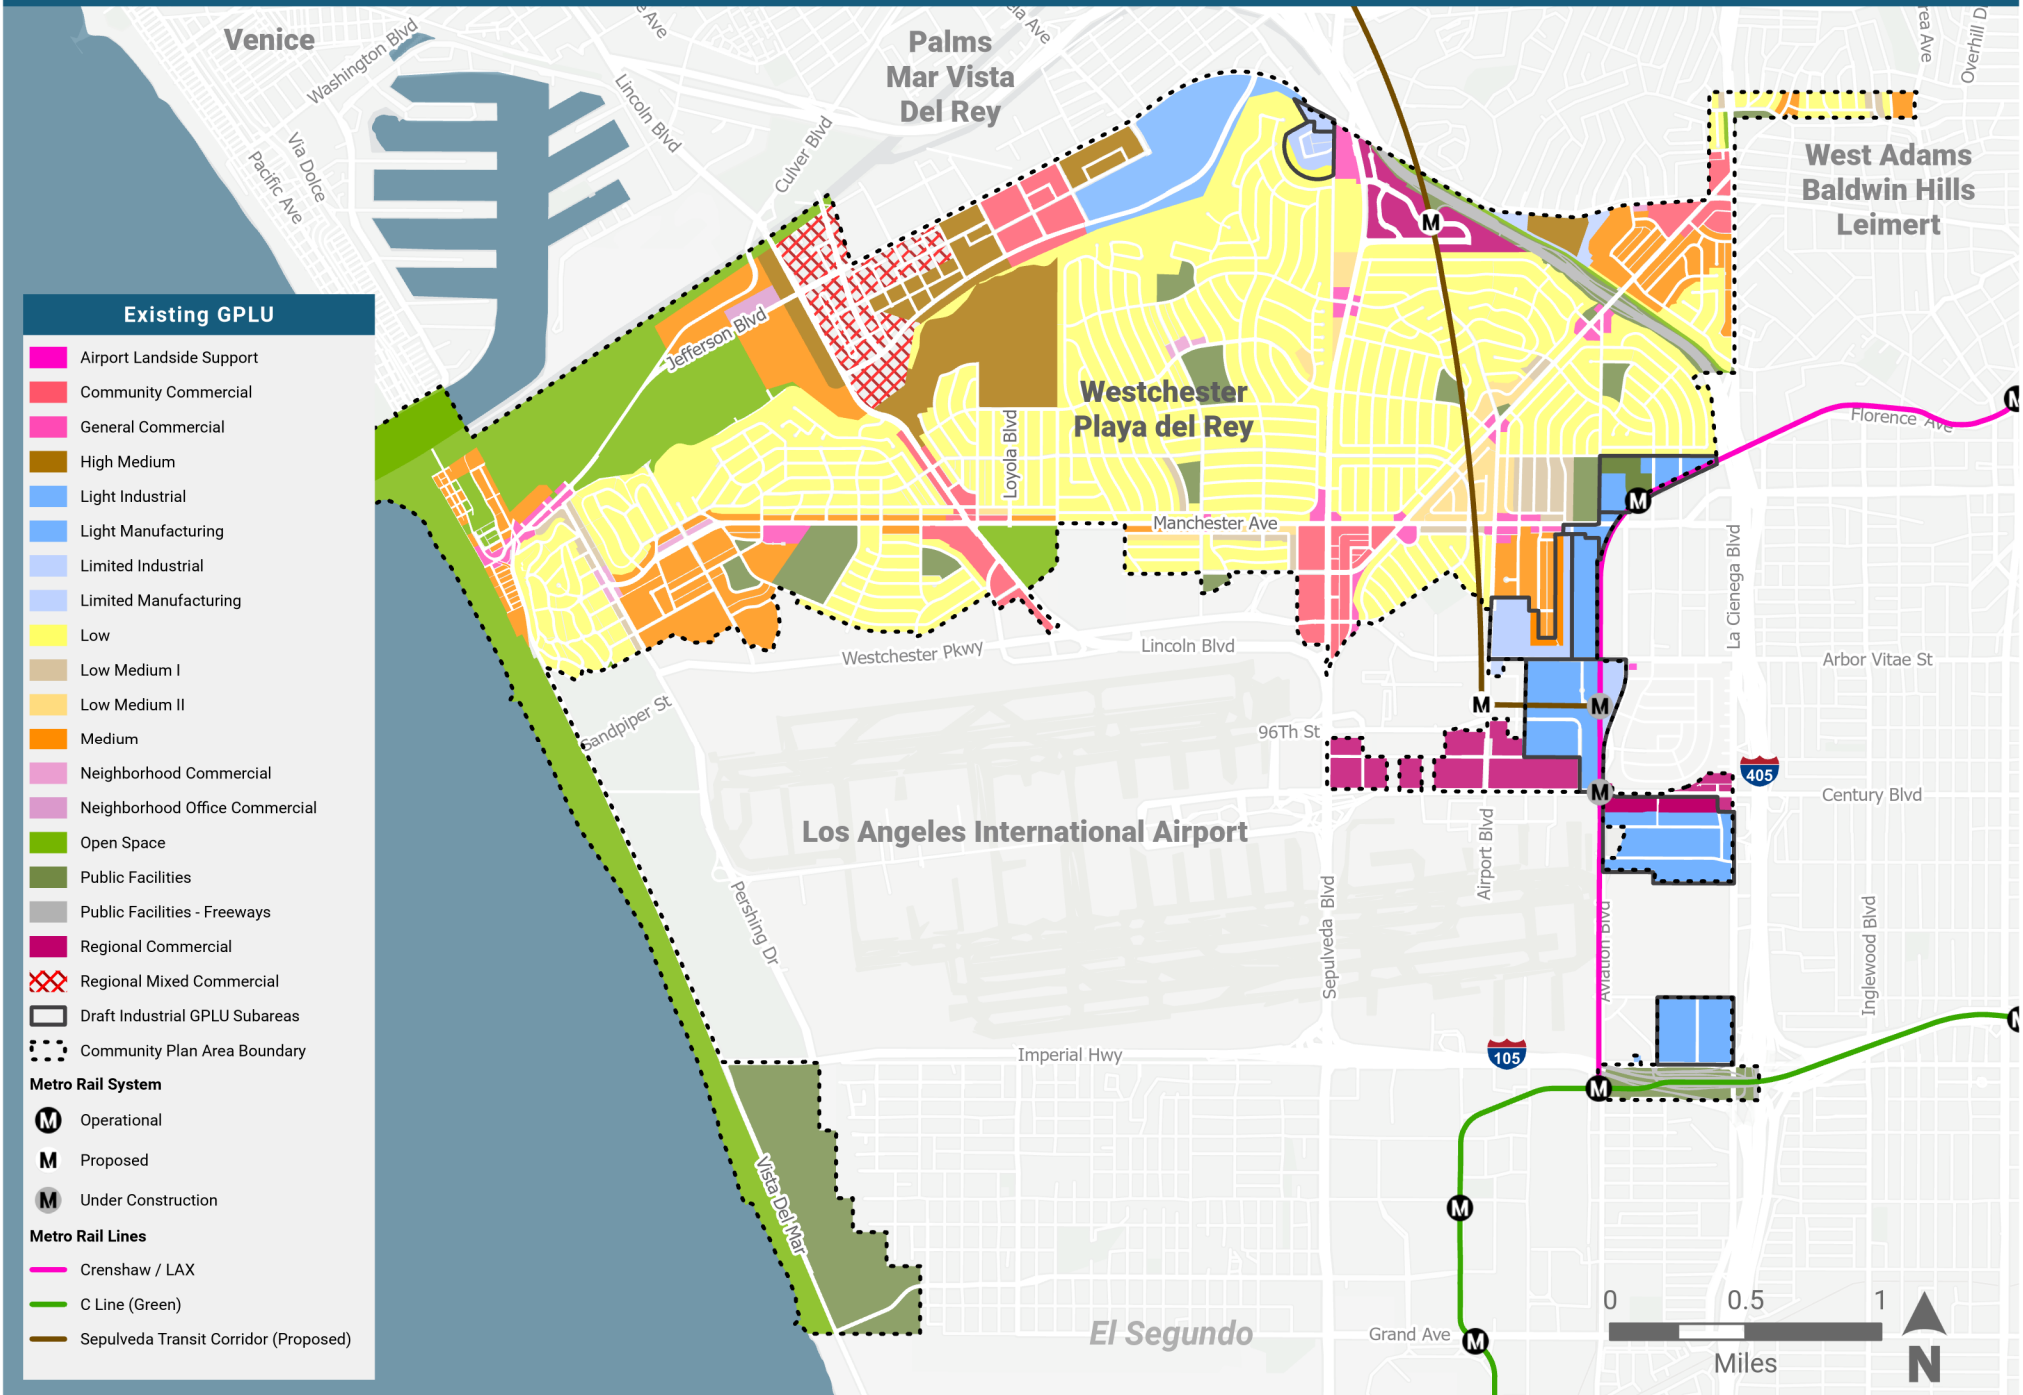 Venice
Washington Blvd
Via Dolce
Pacific Ave
Lincoln Blvd
Culver Blvd
Palms
Mar Vista
Del Rey
Overhill D
West Adams
Baldwin Hills
Leimert
Existing GPLU
Airport Landside Support
Community Commercial
General Commercial
High Medium
Light Industrial
Light Manufacturing
Limited Industrial
Limited Manufacturing
Low
Low Medium I
Low Medium II
Medium
Neighborhood Commercial
Neighborhood Office Commercial
Open Space
Public Facilities
Public Facilities - Freeways
Regional Commercial
Regional Mixed Commercial
Draft Industrial GPLU Subareas
Community Plan Area Boundary
Metro Rail System
M Operational
M Proposed
M Under Construction
Metro Rail Lines
Crenshaw / LAX
C Line (Green)
Sepulveda Transit Corridor (Proposed)
Jefferson Blvd
Westchester
Playa del Rey
Loyola Blvd
Manchester Ave
Florence Ave
La Cienega Blvd
Westchester Pkwy
Lincoln Blvd
Arbor Vitae St
Sandpiper St
96Th St
405
Century Blvd
Los Angeles International Airport
Airport Blvd
Pershing Dr
Sepulveda Blvd
Aviation Blvd
Inglewood Blvd
Imperial Hwy
105
Vista Del Mar
El Segundo
Grand Ave
M
M
M
M
M
M
M
M
M
M
0 0.5 1
Miles
N